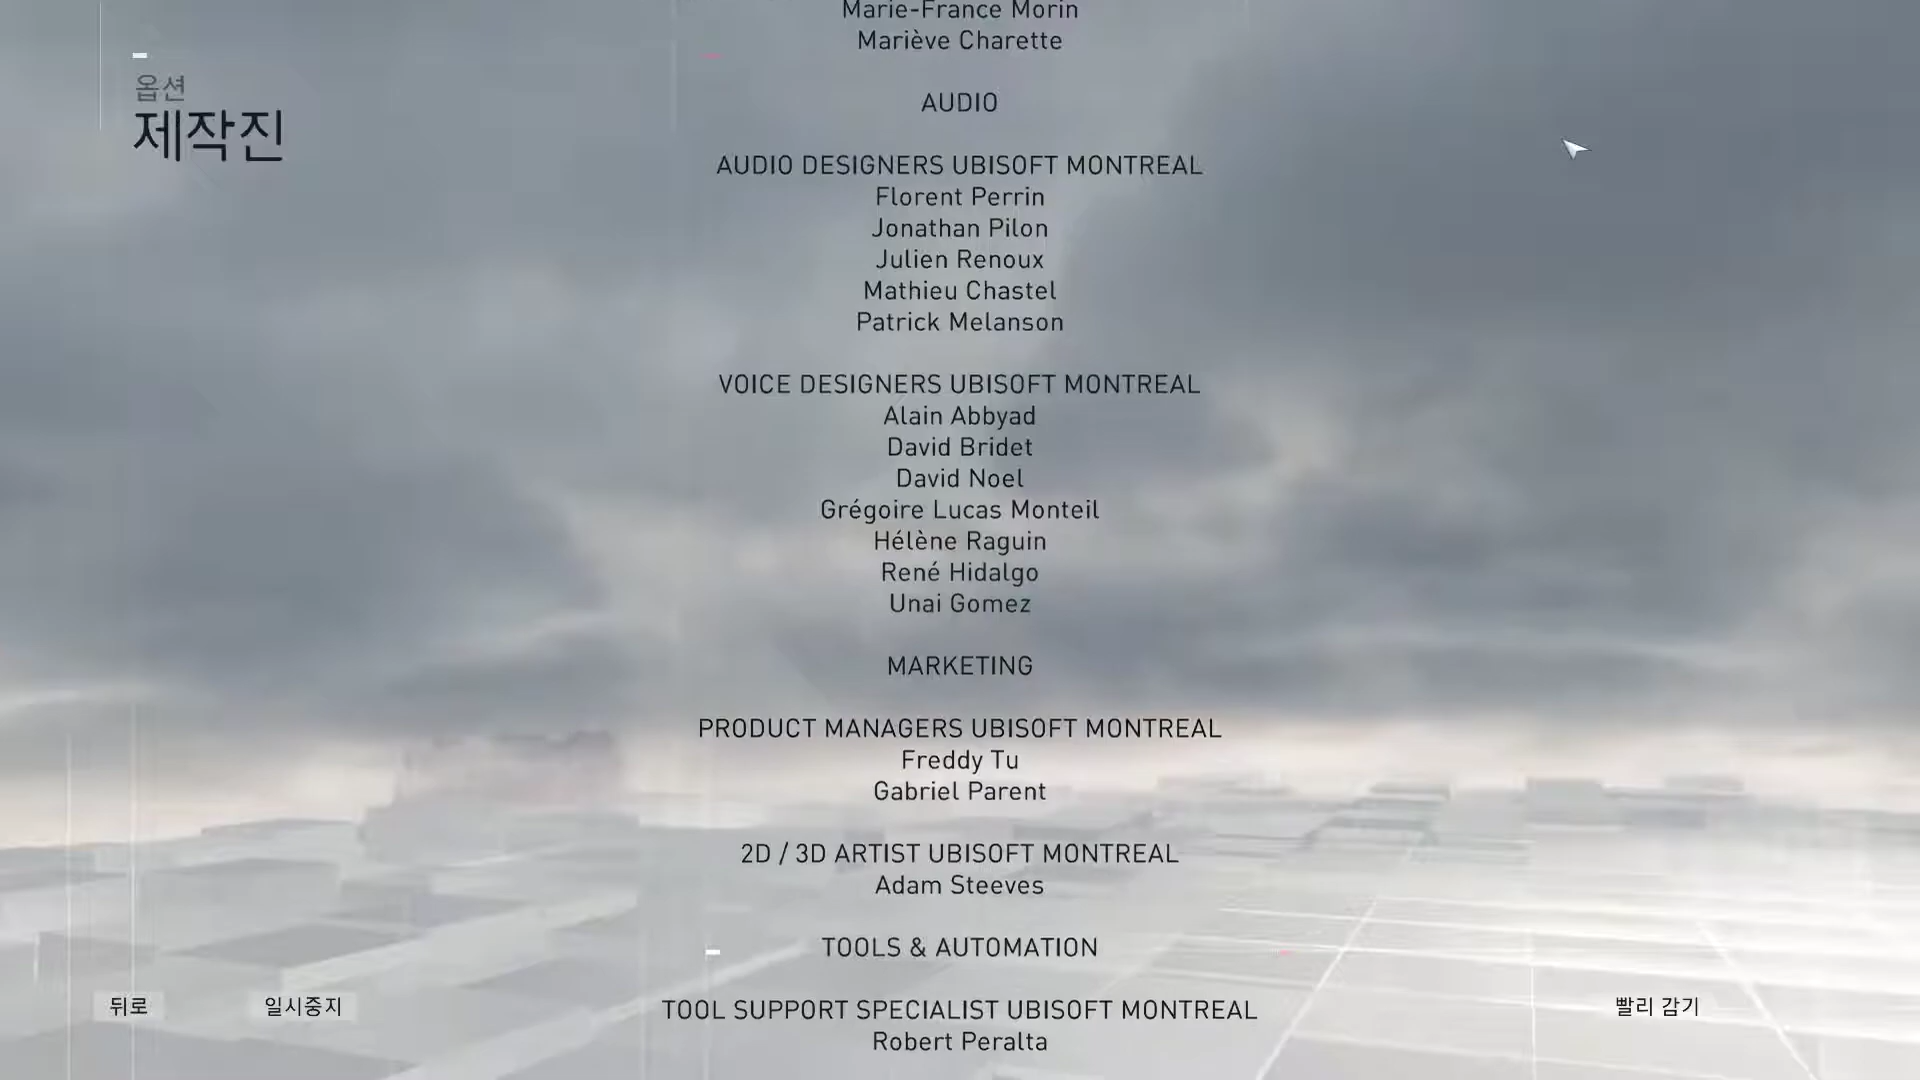 옵션
제작진
Marie-France Morin
Mariève Charette
AUDIO
AUDIO DESIGNERS UBISOFT MONTREAL
Florent Perrin
Jonathan Pilon
Julien Renoux
Mathieu Chastel
Patrick Melanson
VOICE DESIGNERS UBISOFT MONTREAL
Alain Abbyad
David Bridet
David Noel
Grégoire Lucas Monteil
Hélène Raguin
René Hidalgo
Unai Gomez
MARKETING
PRODUCT MANAGERS UBISOFT MONTREAL
Freddy Tu
Gabriel Parent
2D / 3D ARTIST UBISOFT MONTREAL
Adam Steeves
TOOLS & AUTOMATION
TOOL SUPPORT SPECIALIST UBISOFT MONTREAL
Robert Peralta
뒤로
일시중지
빨리 감기